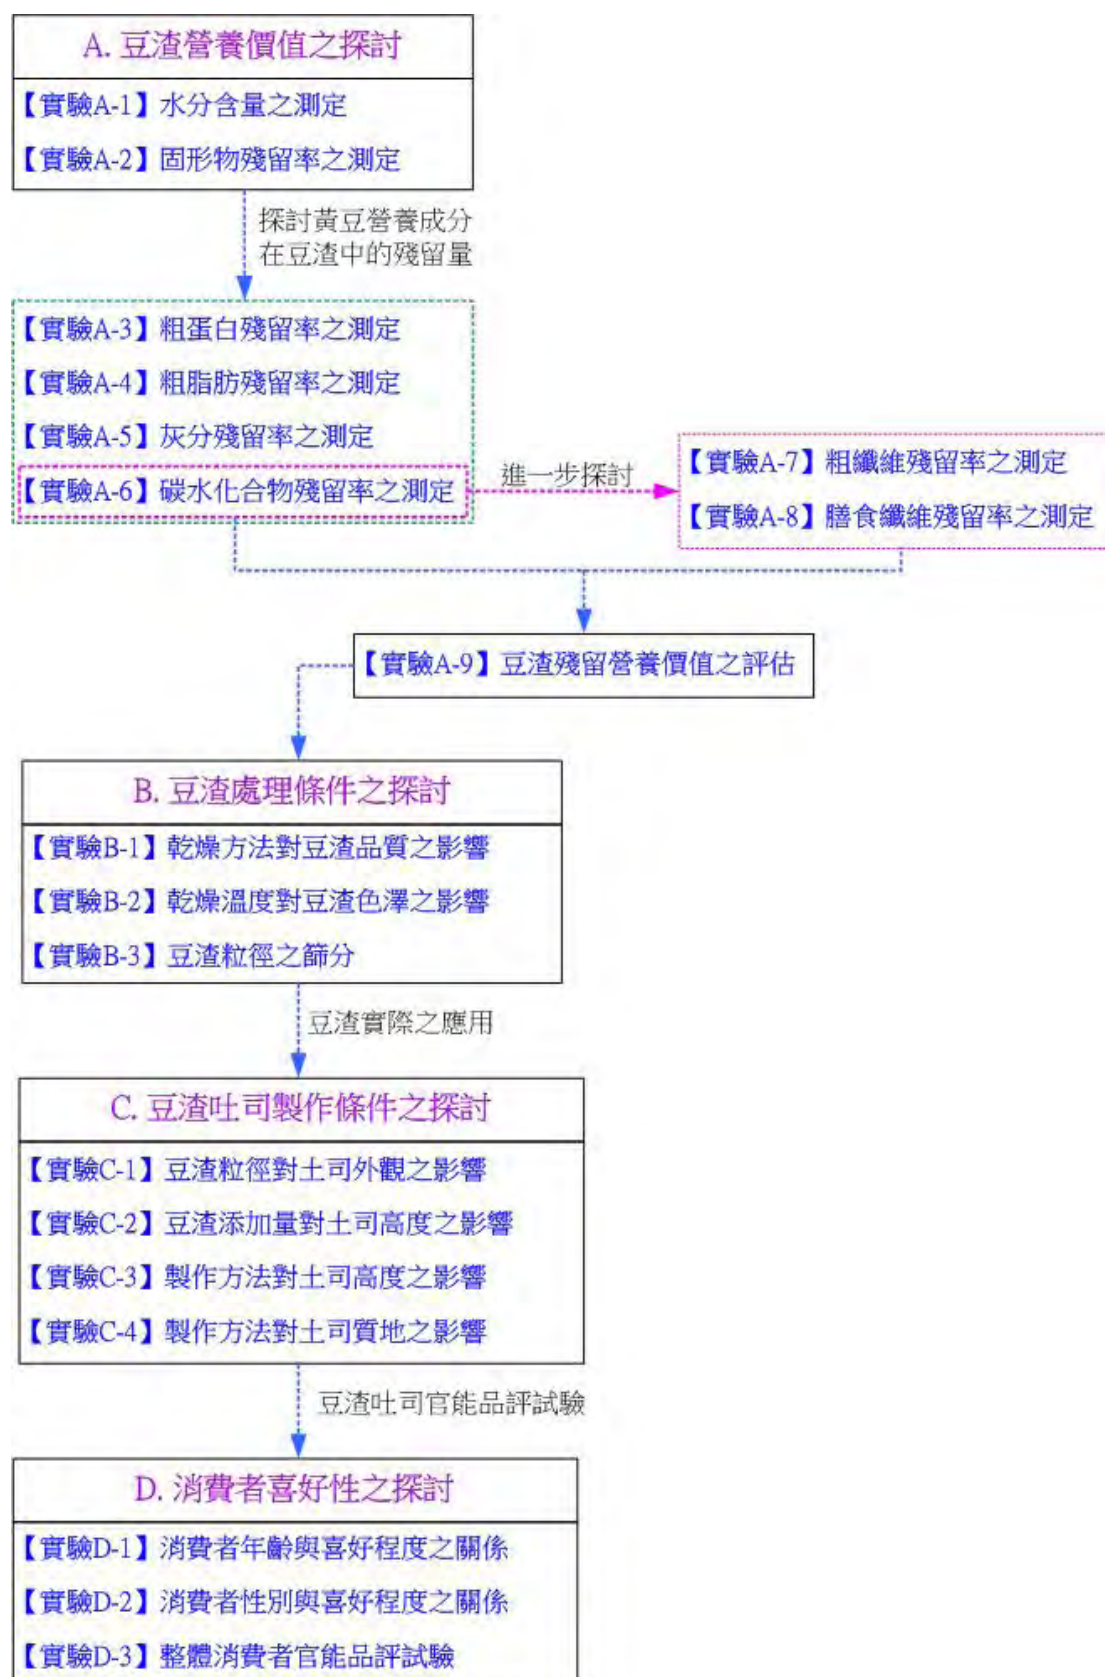 A. 豆渣營養價值之探討
【實驗A-1】水分含量之測定
【實驗A-2】固形物殘留率之測定
探討黃豆營養成分
在豆渣中的殘留量
【實驗A-3】粗蛋白殘留率之測定
【實驗A-4】粗脂肪殘留率之測定
【實驗A-5】灰分殘留率之測定
【實驗A-6】碳水化合物殘留率之測定
進一步探討
【實驗A-7】粗纖維殘留率之測定
【實驗A-8】膳食纖維殘留率之測定
【實驗A-9】豆渣殘留營養價值之評估
B. 豆渣處理條件之探討
【實驗B-1】乾燥方法對豆渣品質之影響
【實驗B-2】乾燥溫度對豆渣色澤之影響
【實驗B-3】豆渣粒徑之篩分
豆渣實際之應用
C. 豆渣吐司製作條件之探討
【實驗C-1】豆渣粒徑對土司外觀之影響
【實驗C-2】豆渣添加量對土司高度之影響
【實驗C-3】製作方法對土司高度之影響
【實驗C-4】製作方法對土司質地之影響
豆渣吐司官能品評試驗
D. 消費者喜好性之探討
【實驗D-1】消費者年齡與喜好程度之關係
【實驗D-2】消費者性別與喜好程度之關係
【實驗D-3】整體消費者官能品評試驗